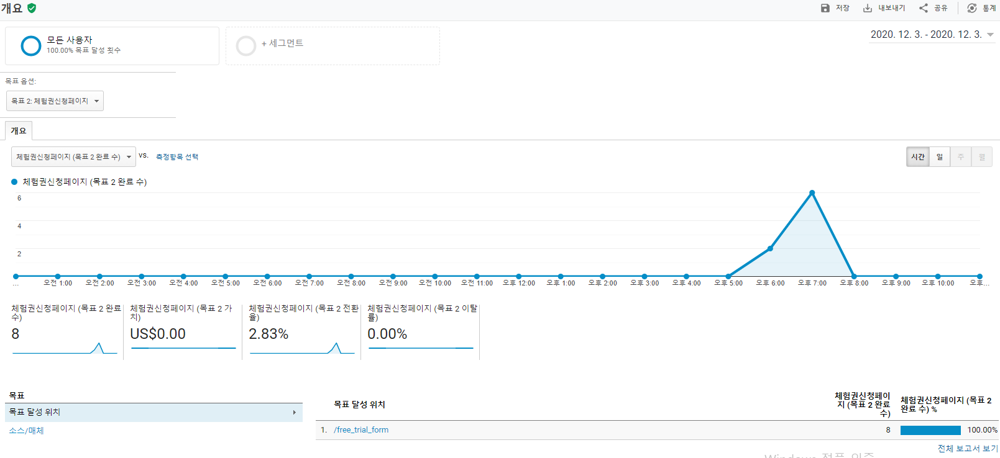 개요
저장
내보내기
공유
통계
모든 사용자
100.00% 목표 달성 횟수
+ 세그먼트
2020. 12. 3. - 2020. 12. 3.
목표 옵션:
목표 2: 체험권신청페이지
개요
체험권신청페이지 (목표 2 완료 수)
vs.
측정항목 선택
시간
일
주
월
체험권신청페이지 (목표 2 완료 수)
6
4
2
...
오전 1:00
오전 2:00
오전 3:00
오전 4:00
오전 5:00
오전 6:00
오전 7:00
오전 8:00
오전 9:00
오전 10:00
오전 11:00
오후 12:00
오후 1:00
오후 2:00
오후 3:00
오후 4:00
오후 5:00
오후 6:00
오후 7:00
오후 8:00
오후 9:00
오후 10:00
오후...
체험권신청페이지 (목표 2 완료
수)
8
체험권신청페이지 (목표 2 가
치)
US$0.00
체험권신청페이지 (목표 2 전환
율)
2.83%
체험권신청페이지 (목표 2 이탈
률)
0.00%
목표
목표 달성 위치
소스/매체
목표 달성 위치
체험권신청페이
지 (목표 2 완료
수)
체험권신청페이지 (목표 2
완료 수) %
1. /free_trial_form
8
100.00%
전체 보고서 보기
Windows 정품 인증